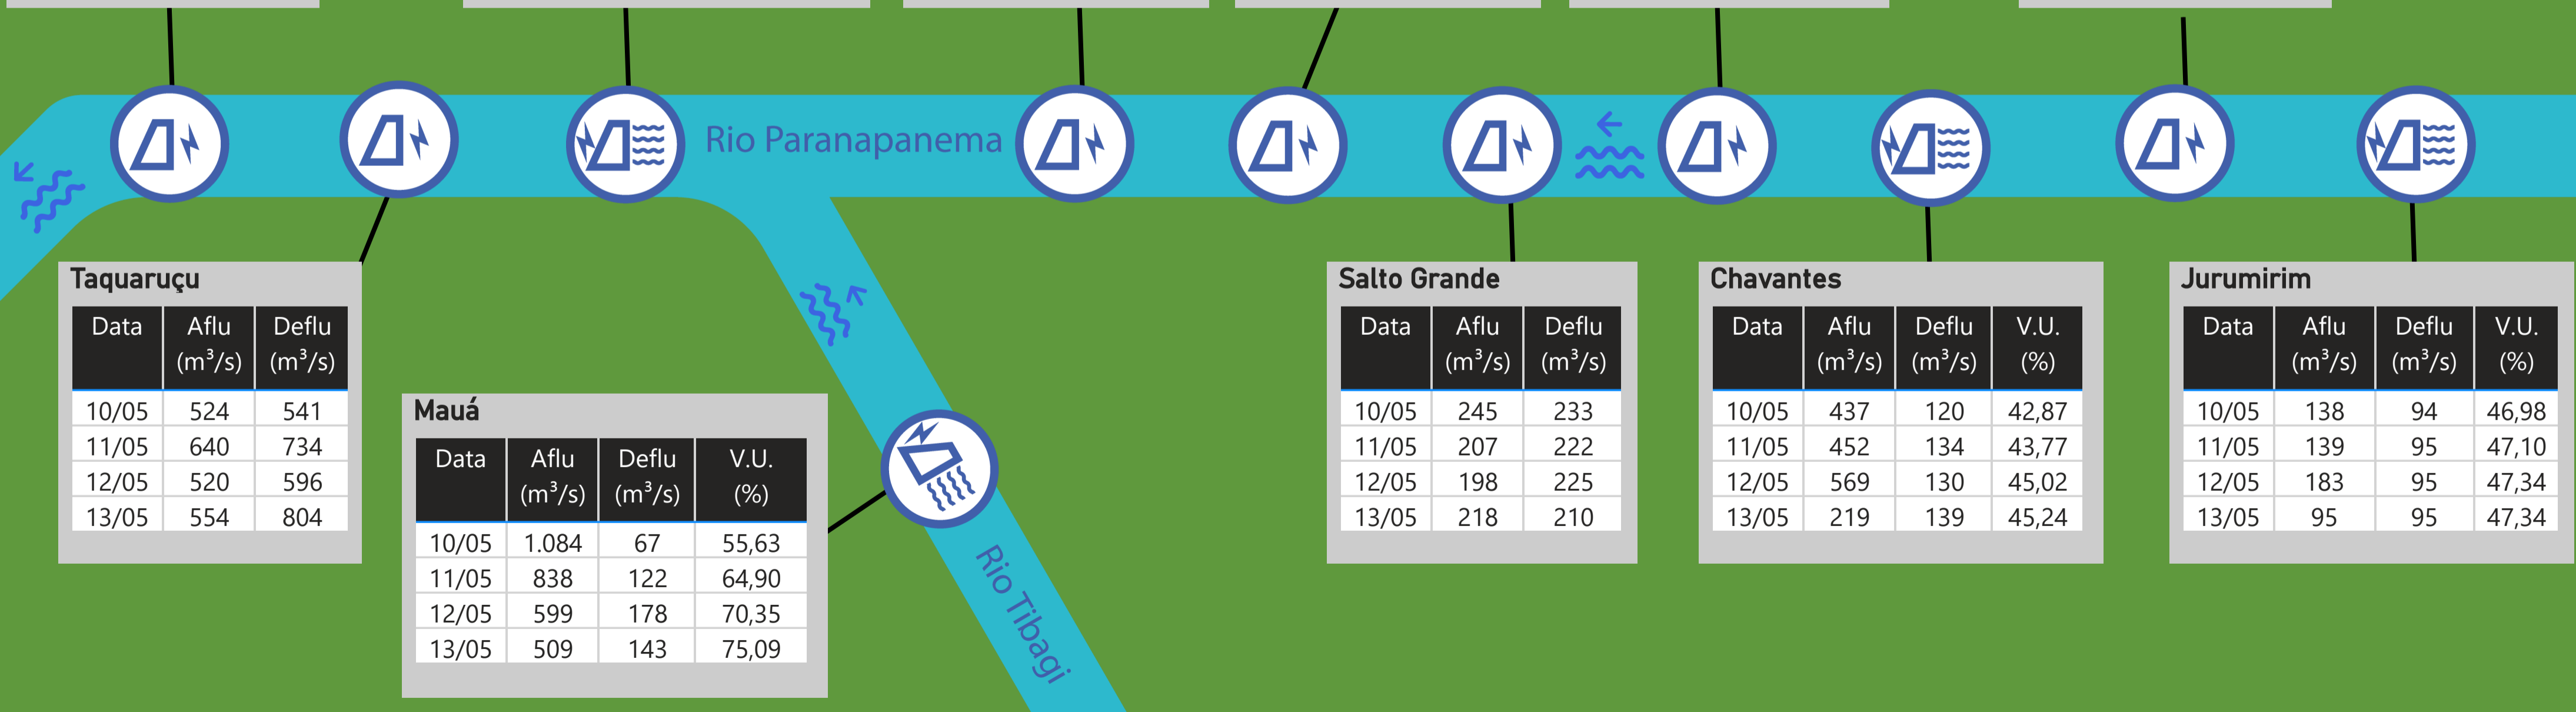 Rio Paranapanema
Taquaruçu
Data Aflu (m³/s) Deflu (m³/s)
10/05 524 541
11/05 640 734
12/05 520 596
13/05 554 804
Mauá
Data Aflu (m³/s) Deflu (m³/s) V.U. (%)
10/05 1.084 67 55,63
11/05 838 122 64,90
12/05 599 178 70,35
13/05 509 143 75,09
Rio Tibagi
Salto Grande
Data Aflu (m³/s) Deflu (m³/s)
10/05 245 233
11/05 207 222
12/05 198 225
13/05 218 210
Chavantes
Data Aflu (m³/s) Deflu (m³/s) V.U. (%)
10/05 437 120 42,87
11/05 452 134 43,77
12/05 569 130 45,02
13/05 219 139 45,24
Jurumirim
Data Aflu (m³/s) Deflu (m³/s) V.U. (%)
10/05 138 94 46,98
11/05 139 95 47,10
12/05 183 95 47,34
13/05 95 95 47,34